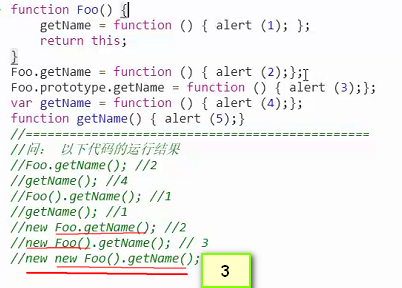 function Foo() {
getName = function () { alert (1); };
return this;
}
Foo.getName = function () { alert (2);};
Foo.prototype.getName = function () { alert (3);};
var getName = function () { alert (4);};
function getName() { alert (5);}
//===============================================
//问： 以下代码的运行结果
//Foo.getName(); //2
//getName(); //4
//Foo().getName(); //1
//getName(); //1
//new Foo.getName(); //2
//new Foo().getName(); // 3
//new new Foo().getName();
3